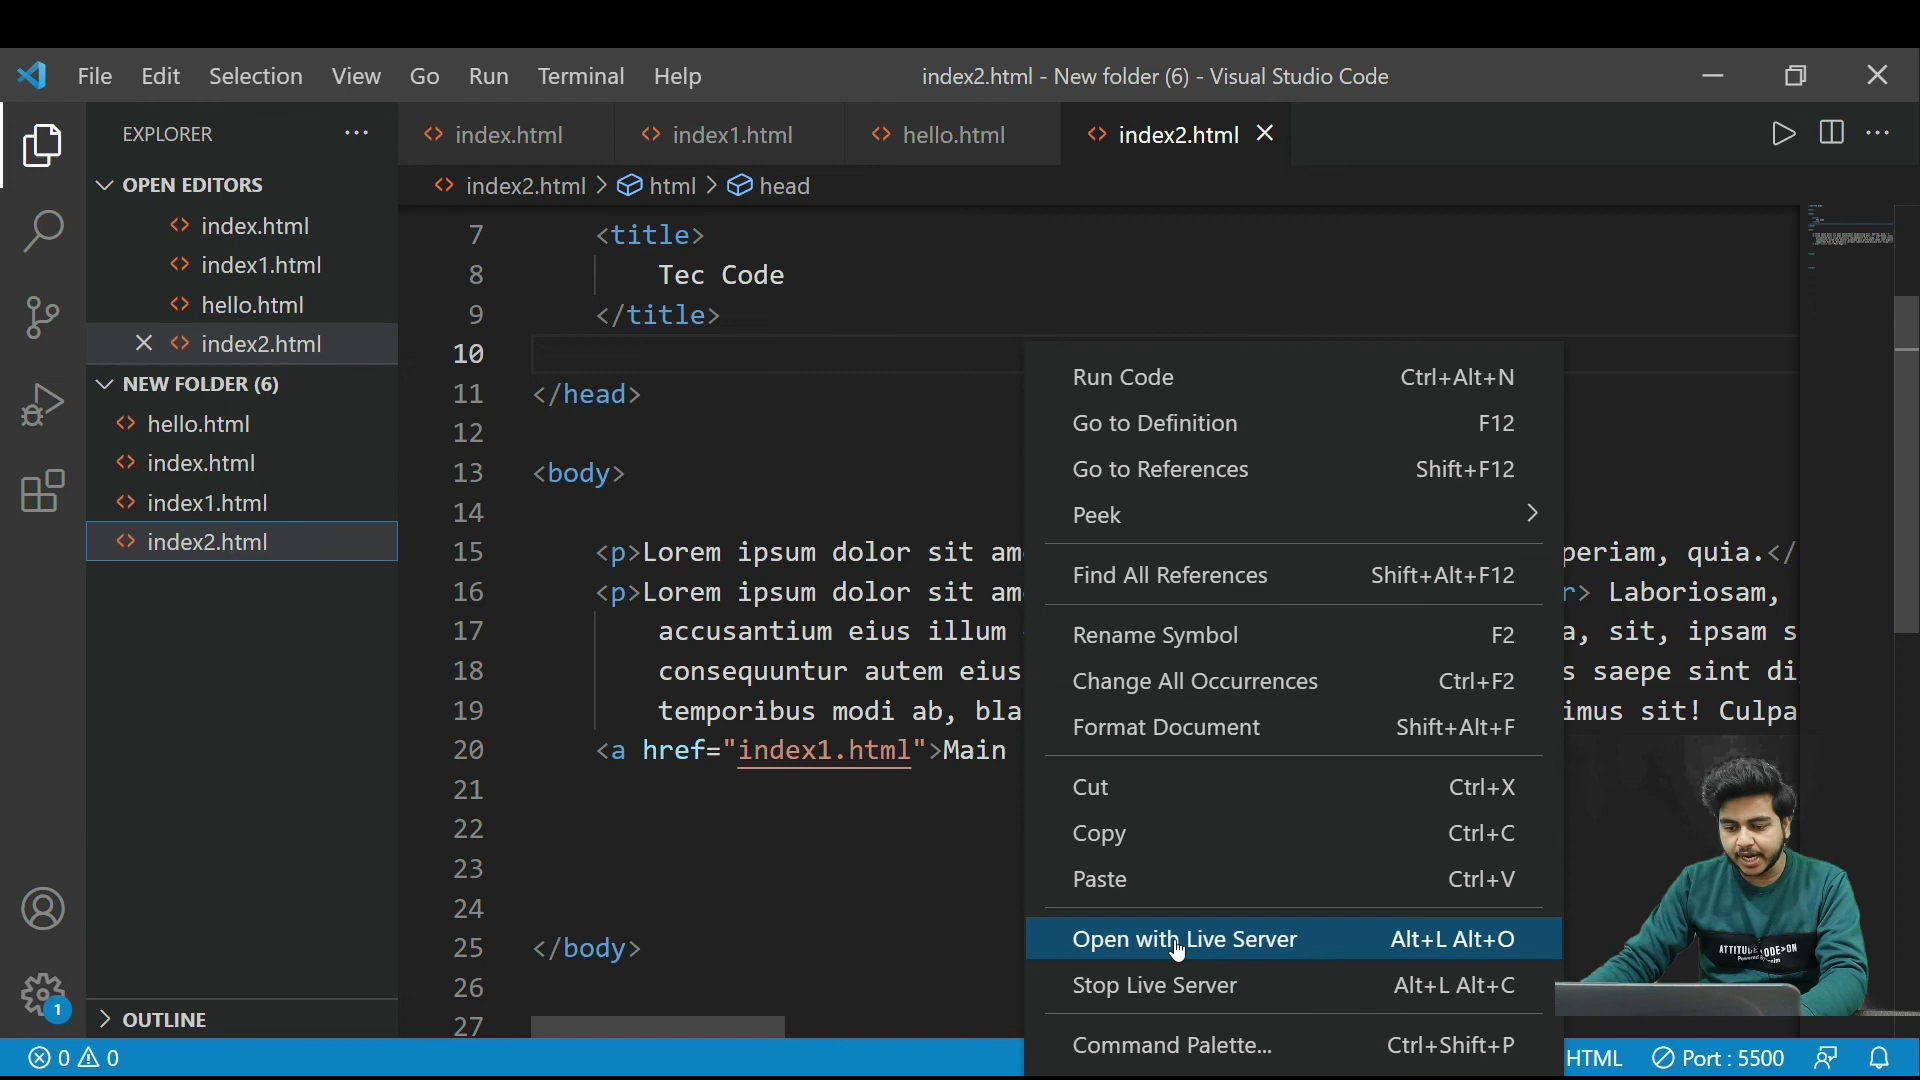 File Edit Selection View Go Run Terminal Help
index2.html - New folder (6) - Visual Studio Code
EXPLORER
OPEN EDITORS
index.html
index1.html
hello.html
index2.html
NEW FOLDER (6)
hello.html
index.html
index1.html
index2.html
OUTLINE
index.html index1.html hello.html index2.html
index2.html > html > head
7 <title>
8 Tec Code
9 </title>
10
11 </head>
12
13 <body>
14
15 <p>Lorem ipsum dolor sit am periam, quia.</
16 <p>Lorem ipsum dolor sit am r> Laboriosam,
17 accusantium eius illum a, sit, ipsam s
18 consequuntur autem eius s saepe sint di
19 temporibus modi ab, bla imus sit! Culpa
20 <a href="index1.html">Main
21
22
23
24
25 </body>
26
27
Run Code Ctrl+Alt+N
Go to Definition F12
Go to References Shift+F12
Peek
Find All References Shift+Alt+F12
Rename Symbol F2
Change All Occurrences Ctrl+F2
Format Document Shift+Alt+F
Cut Ctrl+X
Copy Ctrl+C
Paste Ctrl+V
Open with Live Server Alt+L Alt+O
Stop Live Server Alt+L Alt+C
Command Palette... Ctrl+Shift+P
ATTITUDE
1
0 0
HTML Port : 5500